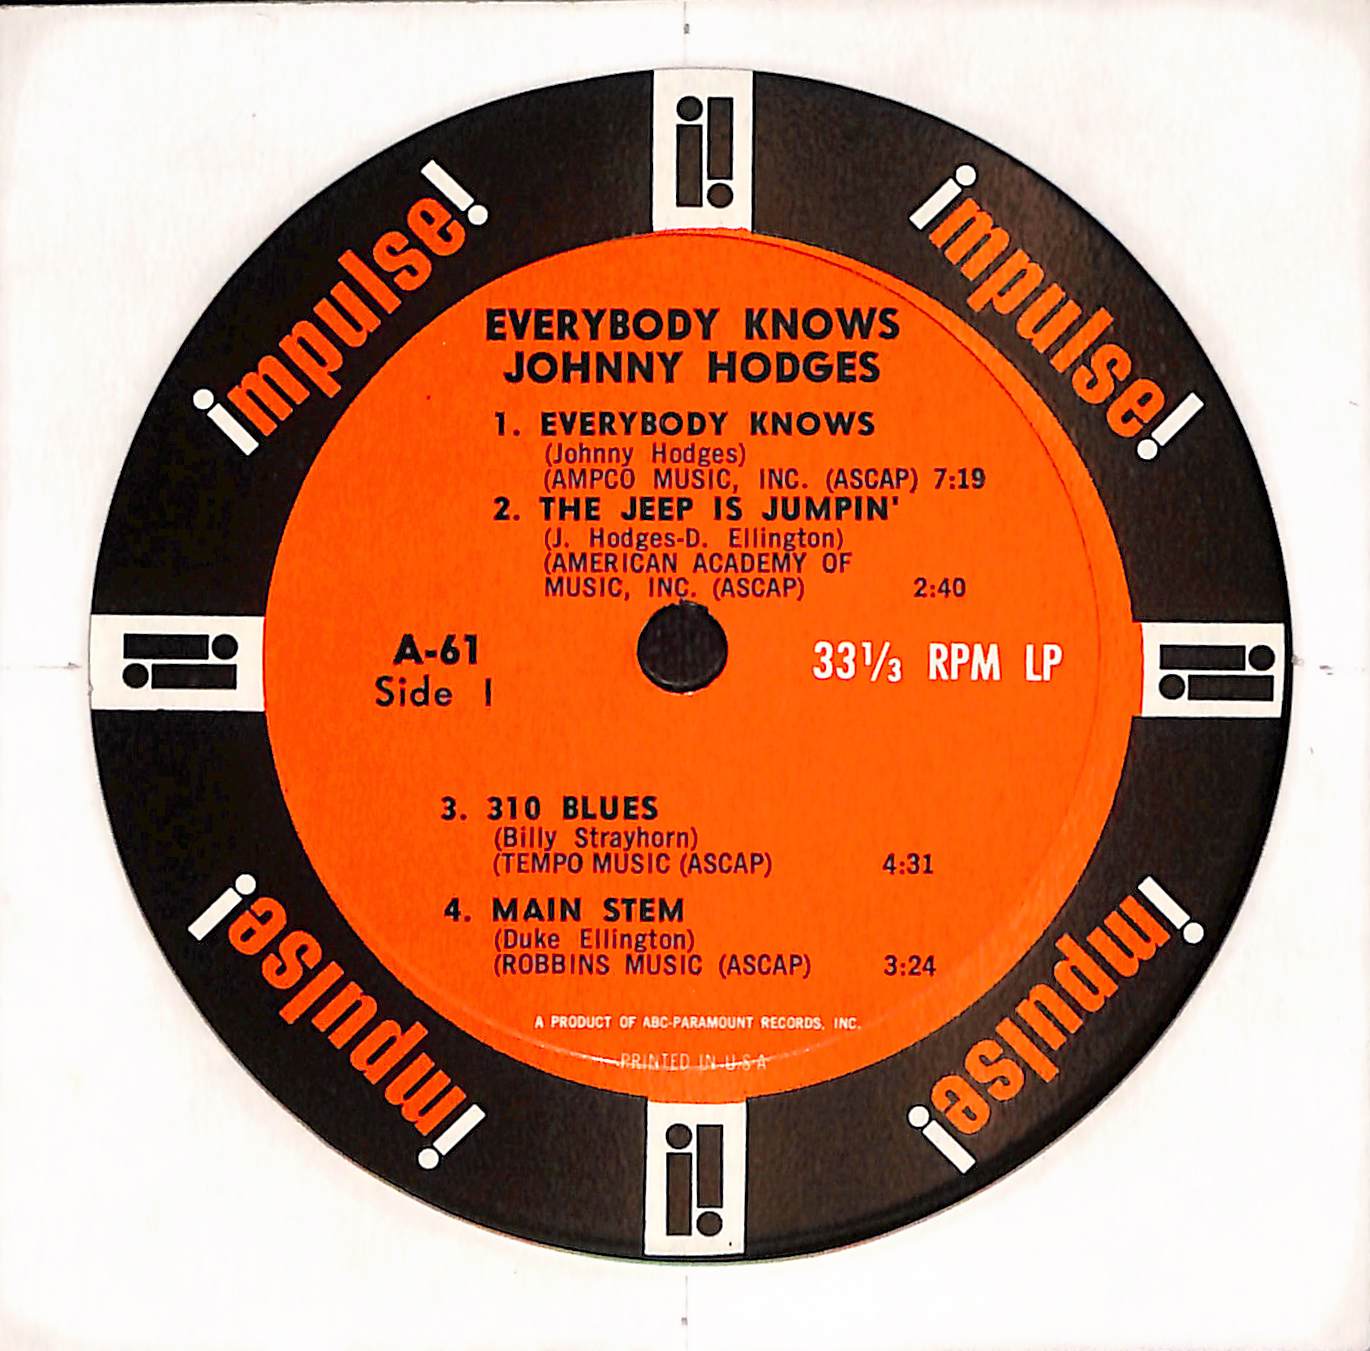 impulse!
impulse!
EVERYBODY KNOWS
JOHNNY HODGES
1. EVERYBODY KNOWS
(Johnny Hodges)
(AMPCO MUSIC, INC. (ASCAP) 7:19
2. THE JEEP IS JUMPIN'
(J. Hodges-D. Ellington)
(AMERICAN ACADEMY OF
MUSIC, INC. (ASCAP) 2:40
A-61
Side 1
33⅓ RPM LP
3. 310 BLUES
(Billy Strayhorn)
(TEMPO MUSIC (ASCAP) 4:31
4. MAIN STEM
(Duke Ellington)
(ROBBINS MUSIC (ASCAP) 3:24
A PRODUCT OF ABC-PARAMOUNT RECORDS, INC.
PRINTED IN U.S.A
impulse!
impulse!